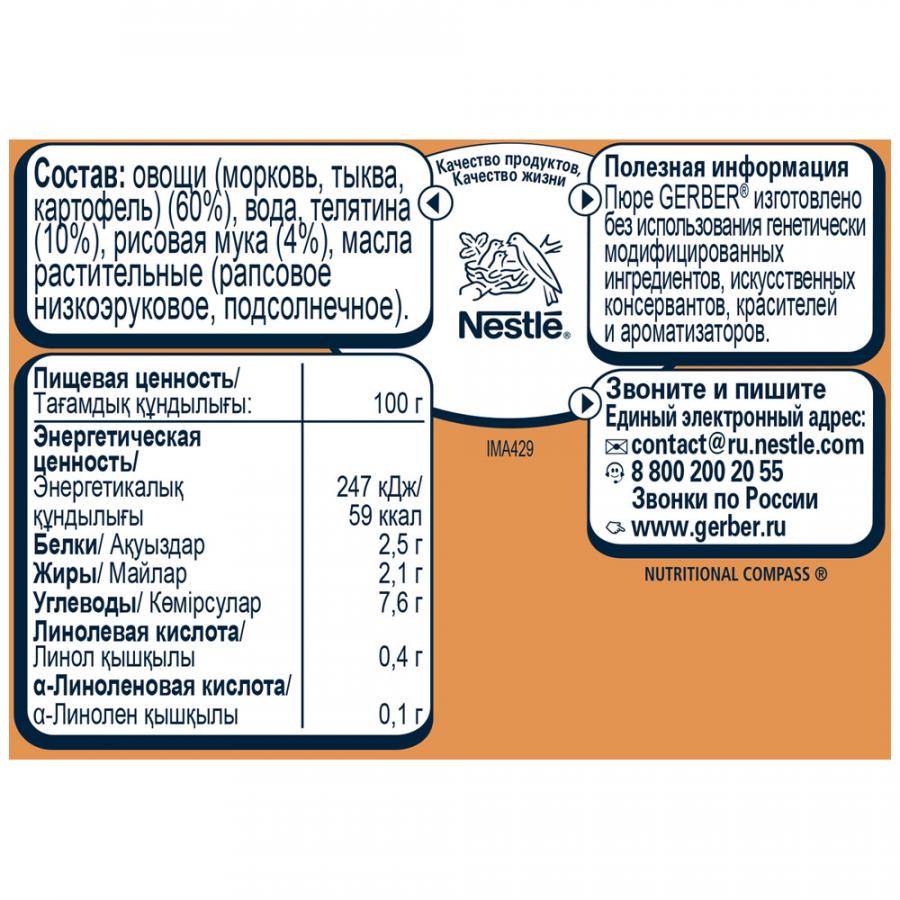 Состав: овощи (морковь, тыква,
картофель) (60%), вода, телятина
(10%), рисовая мука (4%), масла
растительные (рапсовое
низкоэруковое, подсолнечное).
Качество продуктов,
Качество жизни
Nestlé®
Полезная информация
Пюре GERBER® изготовлено
без использования генетически
модифицированных
ингредиентов, искусственных
консервантов, красителей
и ароматизаторов.
Пищевая ценность/
Тағамдық құндылығы: 100 г
Энергетическая
ценность/
Энергетикалық 247 кДж/
құндылығы 59 ккал
Белки/ Ақуыздар 2,5 г
Жиры/ Майлар 2,1 г
Углеводы/ Көмірсулар 7,6 г
Линолевая кислота/
Линол қышқылы 0,4 г
α-Линоленовая кислота/
α-Линолен қышқылы 0,1 г
IMA429
Звоните и пишите
Единый электронный адрес:
contact@ru.nestle.com
8 800 200 20 55
Звонки по России
www.gerber.ru
NUTRITIONAL COMPASS ®